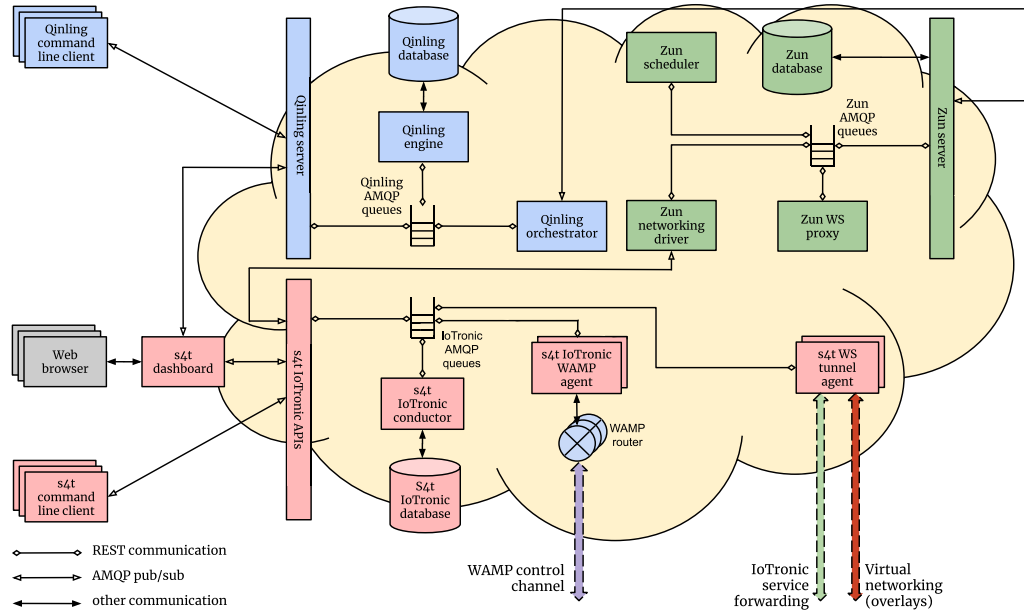 Qinling
command
line client
Qinling server
Qinling
database
Qinling
engine
Qinling
AMQP
queues
Qinling
orchestrator
Zun
scheduler
Zun
database
Zun
AMQP
queues
Zun server
Zun
networking
driver
Zun WS
proxy
Web
browser
s4t
dashboard
s4t IoTronic APIs
IoTronic
AMQP
queues
s4t IoTronic
WAMP
agent
s4t WS
tunnel
agent
s4t
IoTronic
conductor
WAMP
router
S4t
IoTronic
database
s4t
command
line client
REST communication
AMQP pub/sub
other communication
WAMP control
channel
IoTronic
service
forwarding
Virtual
networking
(overlays)